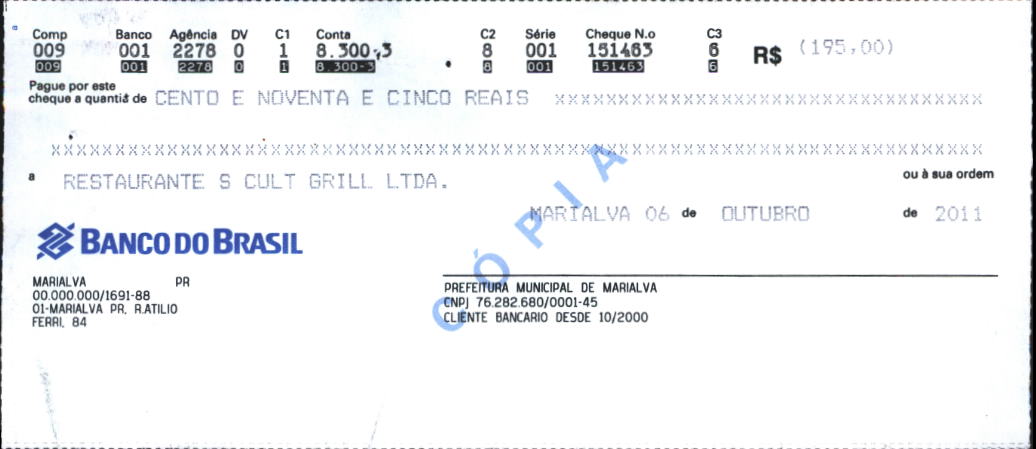 Comp Banco Agência DV C1 Conta C2 Série Cheque N.o C3
009 001 2278 0 1 8.300-3 8 001 151463 6 R$ (195,00)
009 001 2278 0 1 8.300-3 8 001 151463 6
Pague por este
cheque a quantia de CENTO E NOVENTA E CINCO REAIS xxxxxxxxxxxxxxxxxxxxxxxxxxxxxxxxx
xxxxxxxxxxxxxxxxxxxxxxxxxxxxxxxxxxxxxxxxxxxxxxxxxxxxxxxxxxxxxxxxxxxxxxxx
a RESTAURANTE S CULT GRILL LTDA. ou à sua ordem
MARIALVA 06 de OUTUBRO de 2011
CÓPIA
BANCO DO BRASIL
MARIALVA PR
00.000.000/1691-88
01-MARIALVA PR. R.ATILIO
FERRI, 84
PREFEITURA MUNICIPAL DE MARIALVA
CNPJ 76.282.680/0001-45
CLIENTE BANCARIO DESDE 10/2000